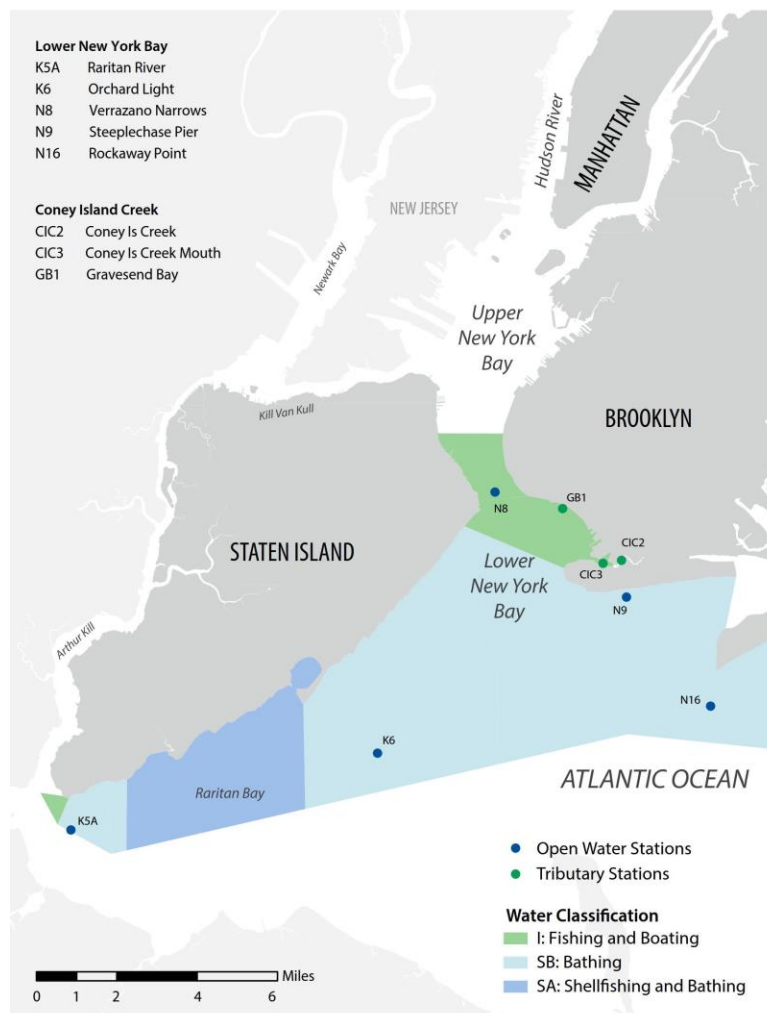 Lower New York Bay
K5A Raritan River
K6 Orchard Light
N8 Verrazano Narrows
N9 Steeplechase Pier
N16 Rockaway Point
Coney Island Creek
CIC2 Coney Is Creek
CIC3 Coney Is Creek Mouth
GB1 Gravesend Bay
Hudson River
MANHATTAN
NEW JERSEY
Newark Bay
Upper
New York
Bay
Kill Van Kull
BROOKLYN
GB1
N8
STATEN ISLAND
CIC2
CIC3
Lower
New York
Bay
N9
Arthur Kill
N16
K6
ATLANTIC OCEAN
Raritan Bay
K5A
Open Water Stations
Tributary Stations
Water Classification
I: Fishing and Boating
SB: Bathing
SA: Shellfishing and Bathing
Miles
0 1 2 4 6